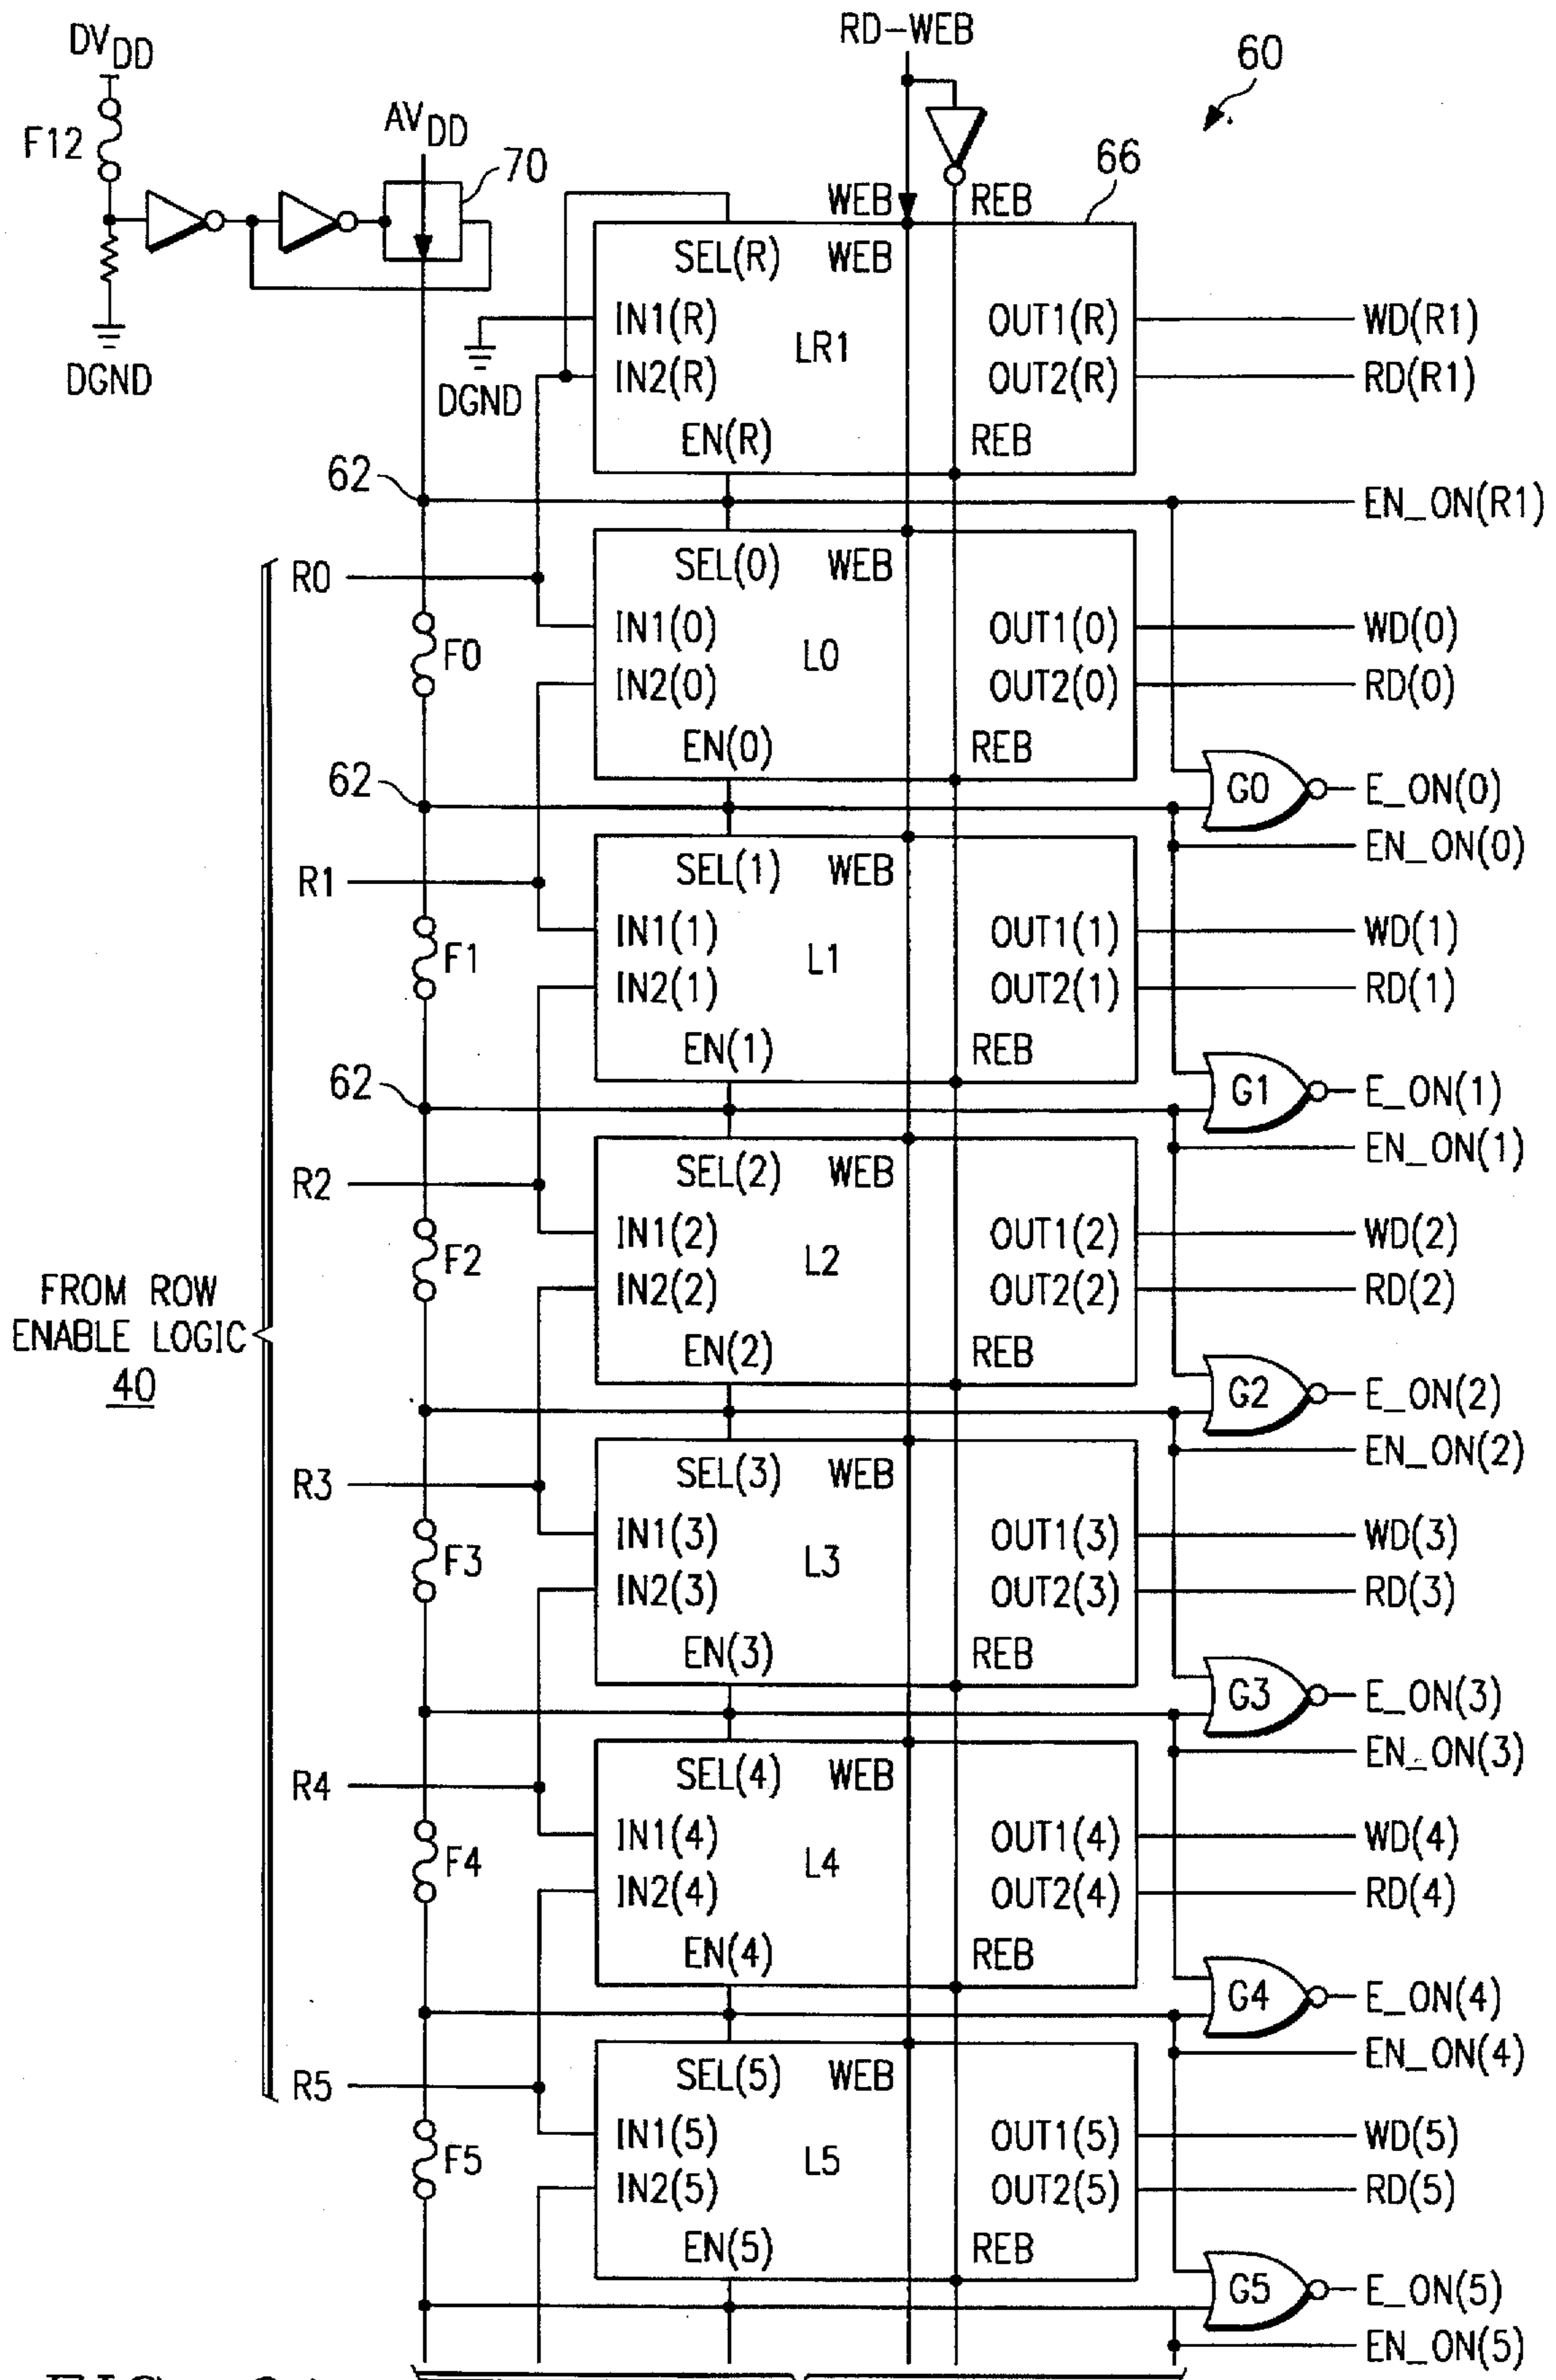 DVDD
RD-WEB
60
F12
AVDD
70
66
WEB REB
DGND
SEL(R) WEB
IN1(R) OUT1(R) WD(R1)
LR1
DGND
IN2(R) OUT2(R) RD(R1)
EN(R) REB
62
EN_ON(R1)
R0
SEL(0) WEB
IN1(0) OUT1(0) WD(0)
F0 L0
IN2(0) OUT2(0) RD(0)
EN(0) REB
62
G0 E_ON(0)
EN_ON(0)
R1
SEL(1) WEB
IN1(1) OUT1(1) WD(1)
F1 L1
IN2(1) OUT2(1) RD(1)
EN(1) REB
62
G1 E_ON(1)
EN_ON(1)
R2
SEL(2) WEB
IN1(2) OUT1(2) WD(2)
F2 L2
IN2(2) OUT2(2) RD(2)
FROM ROW
ENABLE LOGIC
40
EN(2) REB
G2 E_ON(2)
EN_ON(2)
R3
SEL(3) WEB
IN1(3) OUT1(3) WD(3)
F3 L3
IN2(3) OUT2(3) RD(3)
EN(3) REB
G3 E_ON(3)
EN_ON(3)
R4
SEL(4) WEB
IN1(4) OUT1(4) WD(4)
F4 L4
IN2(4) OUT2(4) RD(4)
EN(4) REB
G4 E_ON(4)
EN_ON(4)
R5
SEL(5) WEB
IN1(5) OUT1(5) WD(5)
F5 L5
IN2(5) OUT2(5) RD(5)
EN(5) REB
G5 E_ON(5)
EN_ON(5)